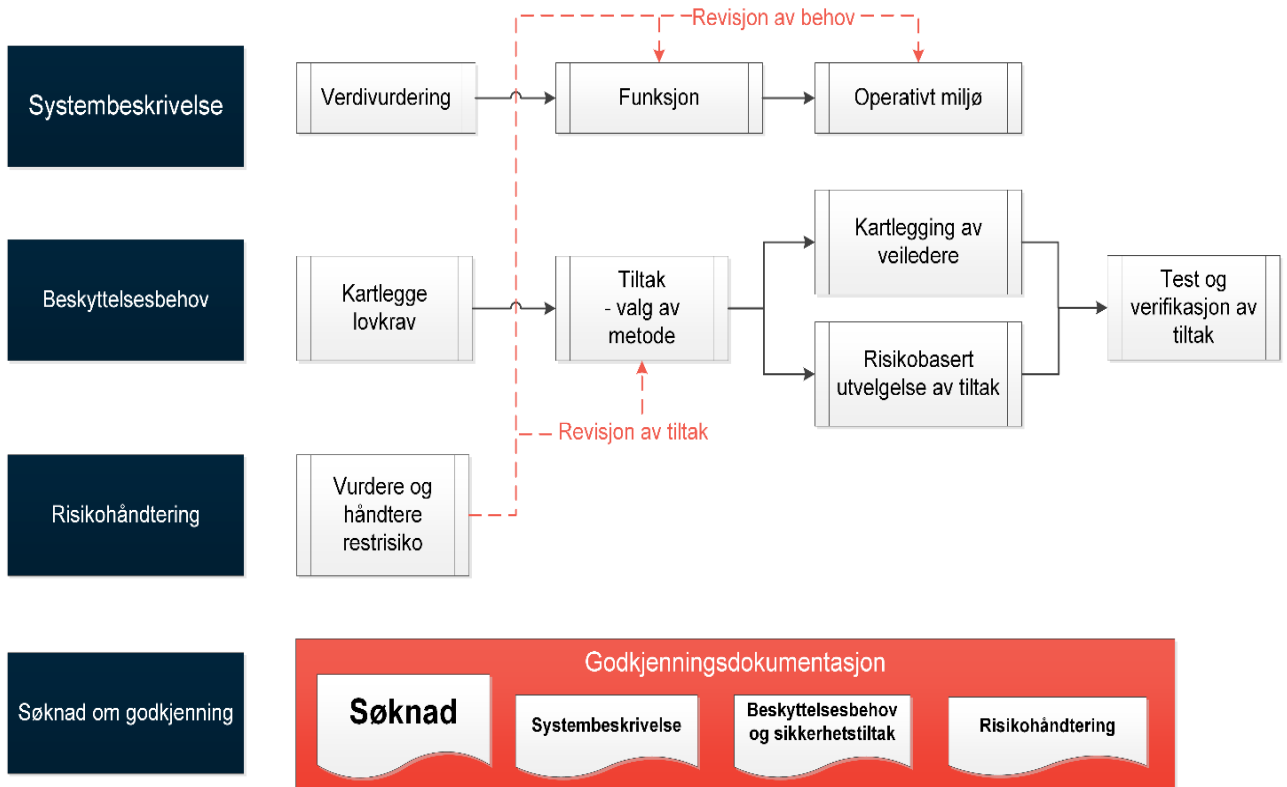 Revisjon av behov
Systembeskrivelse
Verdivurdering
Funksjon
Operativt miljø
Beskyttelsesbehov
Kartlegge
lovkrav
Tiltak
- valg av
metode
Kartlegging av
veiledere
Risikobasert
utvelgelse av tiltak
Test og
verifikasjon av
tiltak
Revisjon av tiltak
Risikohåndtering
Vurdere og
håndtere
restrisiko
Søknad om godkjenning
Godkjenningsdokumentasjon
Søknad
Systembeskrivelse
Beskyttelsesbehov
og sikkerhetstiltak
Risikohåndtering